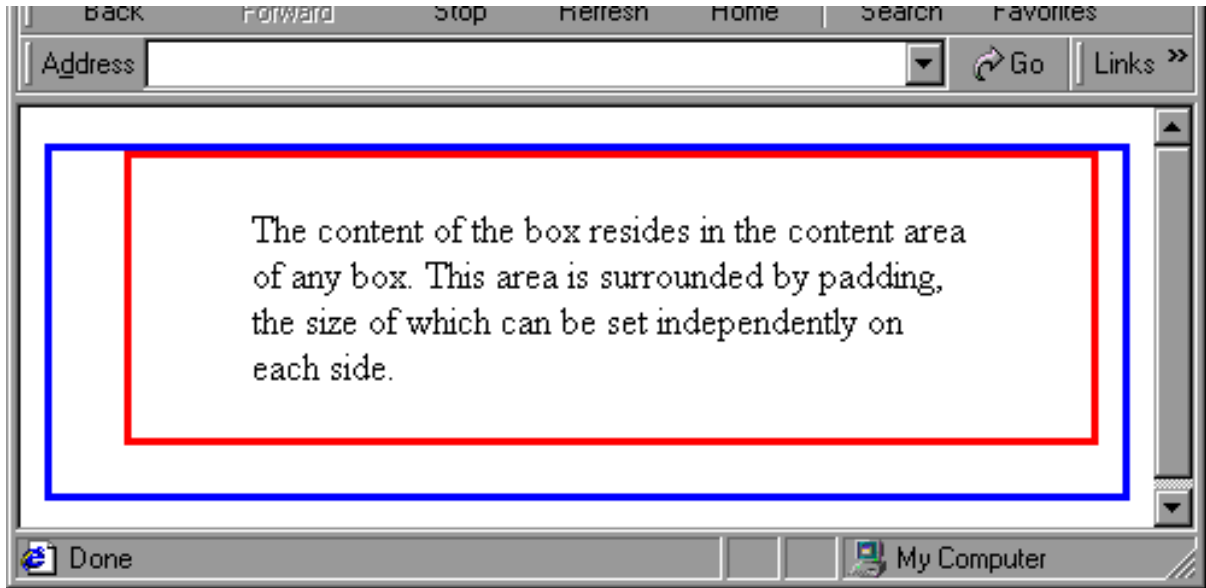 Back Forward Stop Refresh Home Search Favorites
Address Go Links »
The content of the box resides in the content area
of any box. This area is surrounded by padding,
the size of which can be set independently on
each side.
Done My Computer